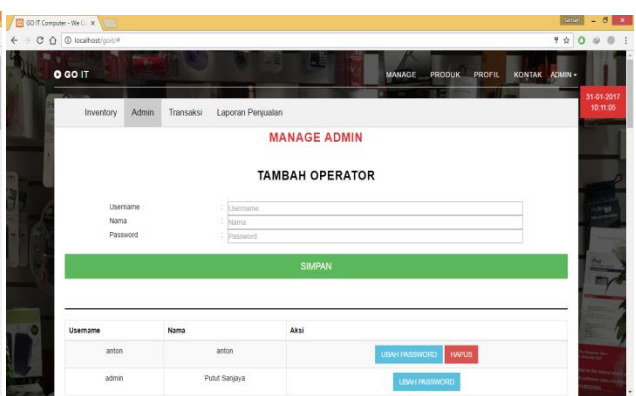 GO IT Computer - We C
localhost/goit/#
GO IT
MANAGE PRODUK PROFIL KONTAK ADMIN
31-01-2017
10:11:05
Inventory Admin Transaksi Laporan Penjualan
MANAGE ADMIN
TAMBAH OPERATOR
Username : Username
Nama : Nama
Password : Password
SIMPAN
Username Nama Aksi
anton anton UBAH PASSWORD HAPUS
admin Putut Sanjaya UBAH PASSWORD